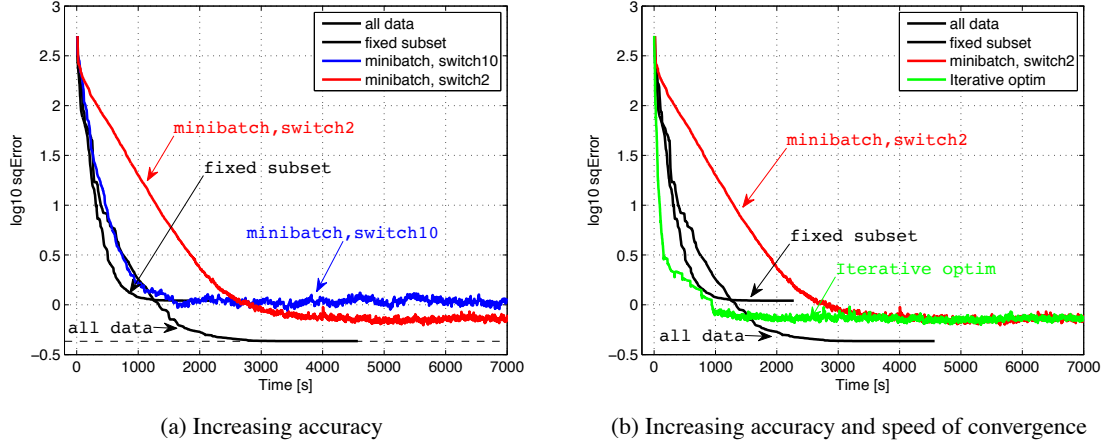 3
2.5
2
1.5
1
0.5
0
−0.5
log10 sqError
0
1000
2000
3000
4000
5000
6000
7000
Time [s]
all data
fixed subset
minibatch, switch10
minibatch, switch2
minibatch,switch2
fixed subset
minibatch,switch10
all data
(a) Increasing accuracy
3
2.5
2
1.5
1
0.5
0
−0.5
log10 sqError
0
1000
2000
3000
4000
5000
6000
7000
Time [s]
all data
fixed subset
minibatch, switch2
Iterative optim
minibatch,switch2
fixed subset
Iterative optim
all data
(b) Increasing accuracy and speed of convergence